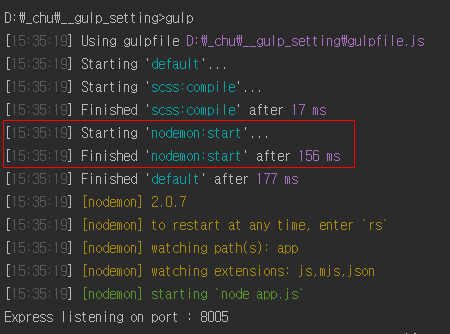 D:\_chu\__gulp_setting>gulp
[15:35:19] Using gulpfile D:\_chu\__gulp_setting\gulpfile.js
[15:35:19] Starting 'default'...
[15:35:19] Starting 'scss:compile'...
[15:35:19] Finished 'scss:compile' after 17 ms
[15:35:19] Starting 'nodemon:start'...
[15:35:19] Finished 'nodemon:start' after 156 ms
[15:35:19] Finished 'default' after 177 ms
[15:35:19] [nodemon] 2.0.7
[15:35:19] [nodemon] to restart at any time, enter `rs`
[15:35:19] [nodemon] watching path(s): app
[15:35:19] [nodemon] watching extensions: js,mjs,json
[15:35:19] [nodemon] starting `node app.js`
Express listening on port : 8005